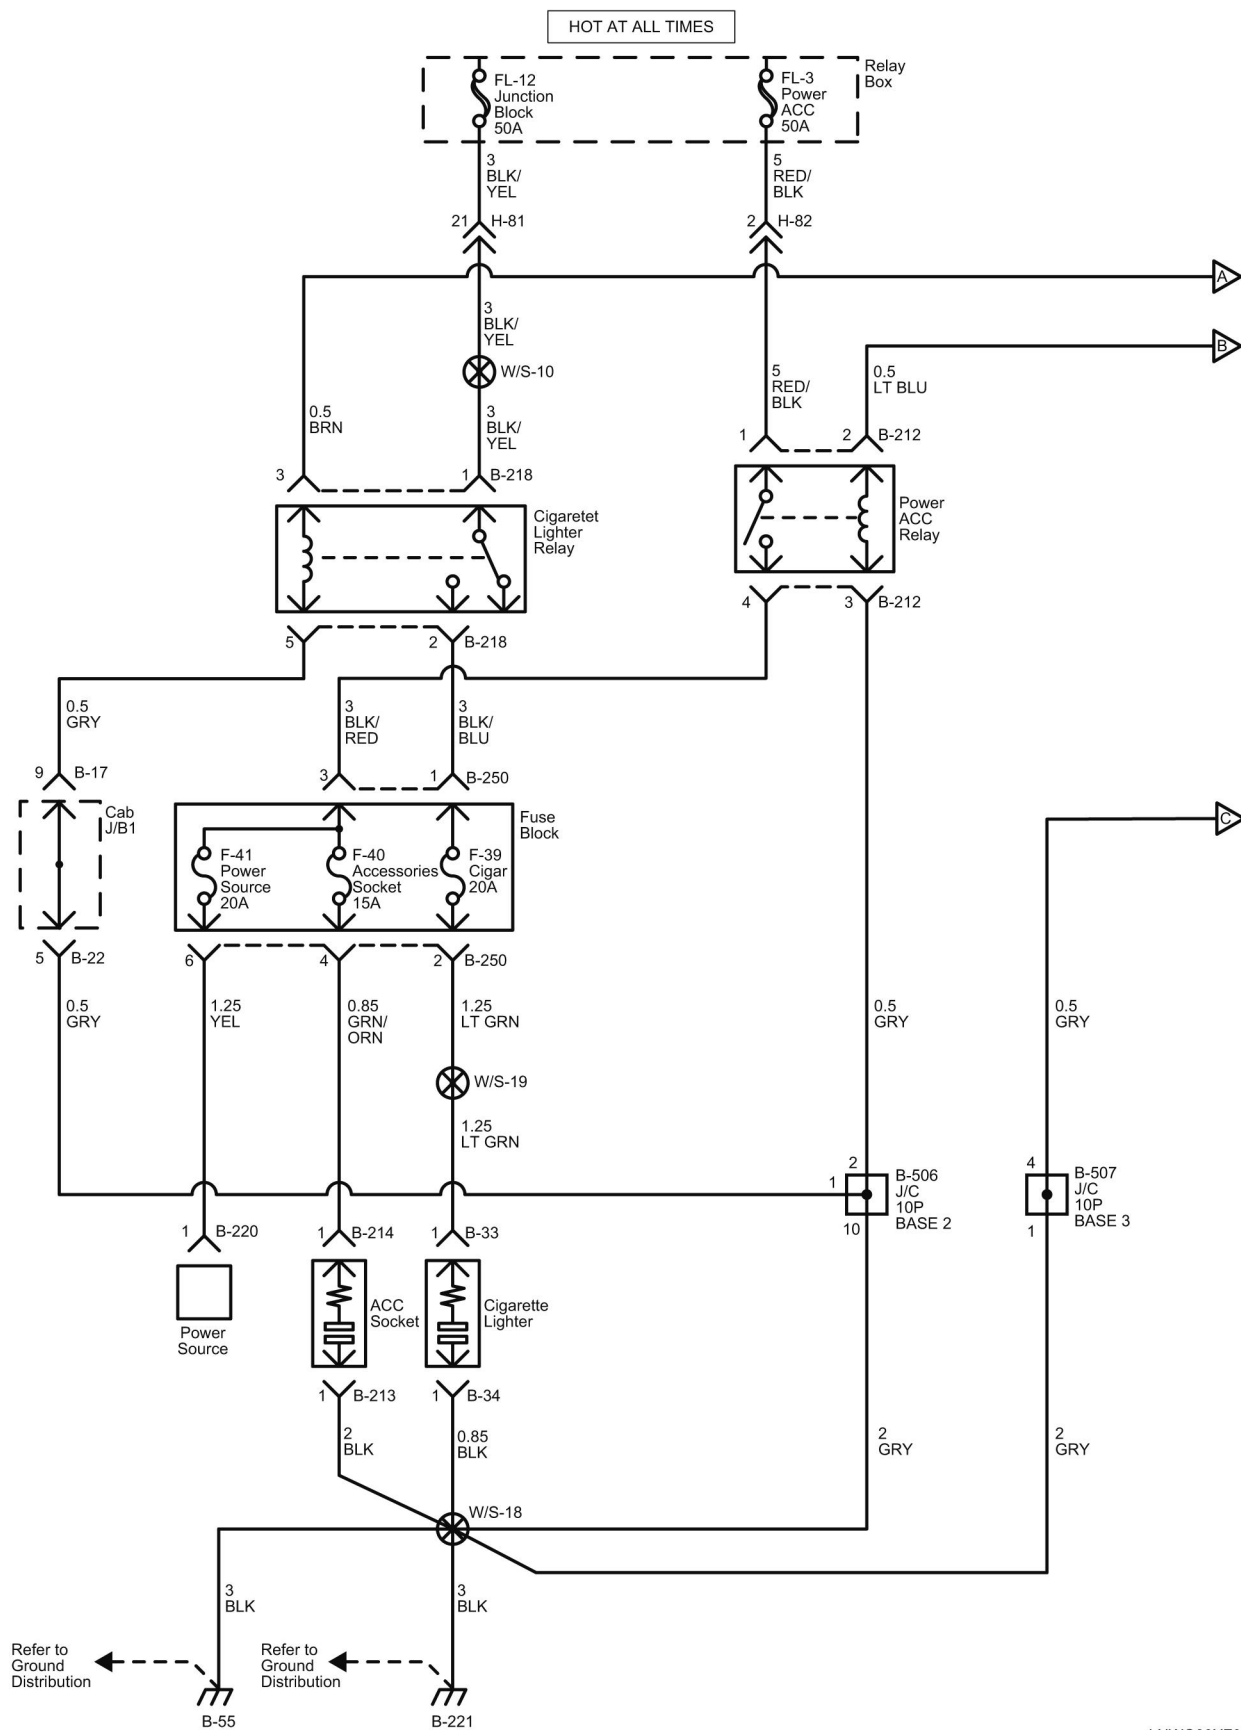 HOT AT ALL TIMES
Relay
Box
FL-12
Junction
Block
50A
FL-3
Power
ACC
50A
3
BLK/
YEL
5
RED/
BLK
21
H-81
2
H-82
A
3
BLK/
YEL
B
W/S-10
5
RED/
BLK
0.5
LT BLU
0.5
BRN
3
BLK/
YEL
1
2
B-212
3
1
B-218
Cigaretet
Lighter
Relay
Power
ACC
Relay
4
3
B-212
5
2
B-218
0.5
GRY
3
BLK/
RED
3
BLK/
BLU
9
B-17
3
1
B-250
Cab
J/B1
Fuse
Block
C
F-41
Power
Source
20A
F-40
Accessories
Socket
15A
F-39
Cigar
20A
5
B-22
6
4
2
B-250
0.5
GRY
1.25
YEL
0.85
GRN/
ORN
1.25
LT GRN
0.5
GRY
0.5
GRY
W/S-19
1.25
LT GRN
2
1
B-506
J/C
10P
BASE 2
10
4
B-507
J/C
10P
BASE 3
1
1
B-220
1
B-214
1
B-33
Power
Source
ACC
Socket
Cigarette
Lighter
1
B-213
1
B-34
2
BLK
0.85
BLK
2
GRY
2
GRY
W/S-18
3
BLK
3
BLK
Refer to
Ground
Distribution
Refer to
Ground
Distribution
B-55
B-221